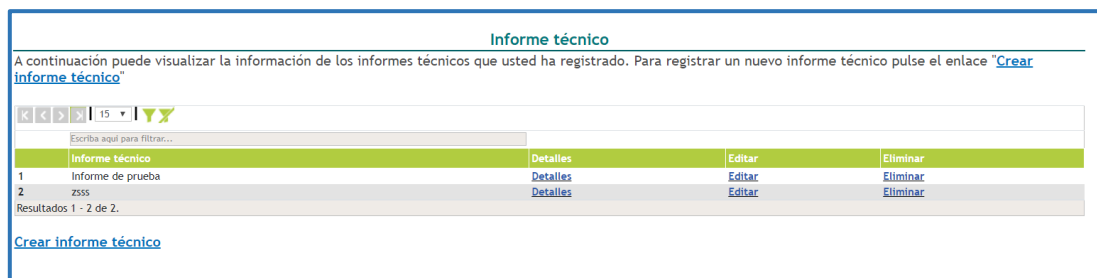 Informe técnico
A continuación puede visualizar la información de los informes técnicos que usted ha registrado. Para registrar un nuevo informe técnico pulse el enlace "Crear
informe técnico"
15
Escriba aqui para filtrar...
Informe técnico Detalles Editar Eliminar
1 Informe de prueba Detalles Editar Eliminar
2 zsss Detalles Editar Eliminar
Resultados 1 - 2 de 2.
Crear informe técnico